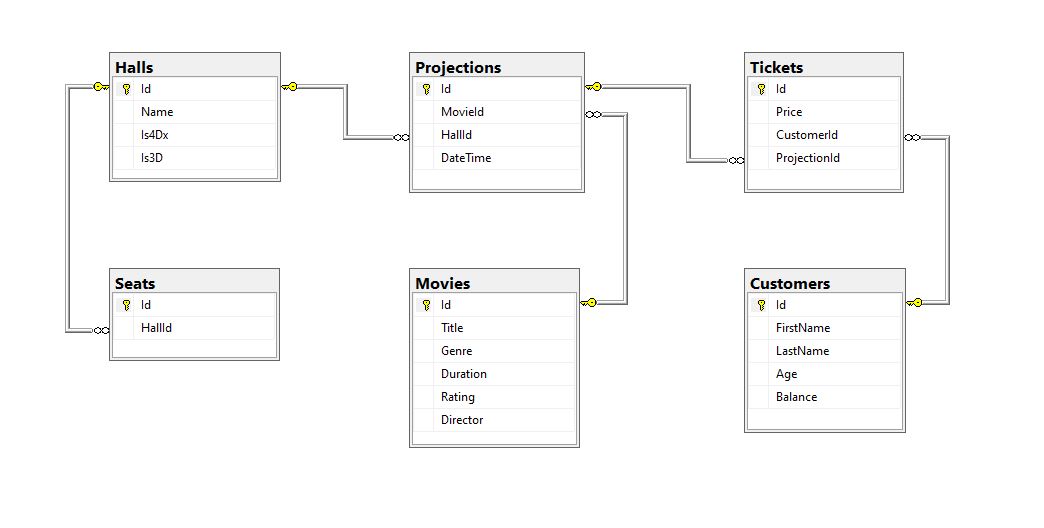 Halls
Id
Name
Is4Dx
Is3D
Projections
Id
MovieId
HallId
DateTime
Tickets
Id
Price
CustomerId
ProjectionId
Seats
Id
HallId
Movies
Id
Title
Genre
Duration
Rating
Director
Customers
Id
FirstName
LastName
Age
Balance